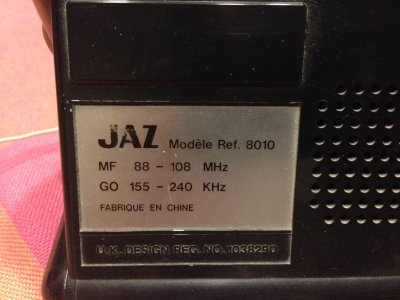 JAZ Modèle Ref. 8010
MF 88 - 108 MHz
GO 155 - 240 KHz
FABRIQUE EN CHINE
U.K. DESIGN REG. NO. 1038290